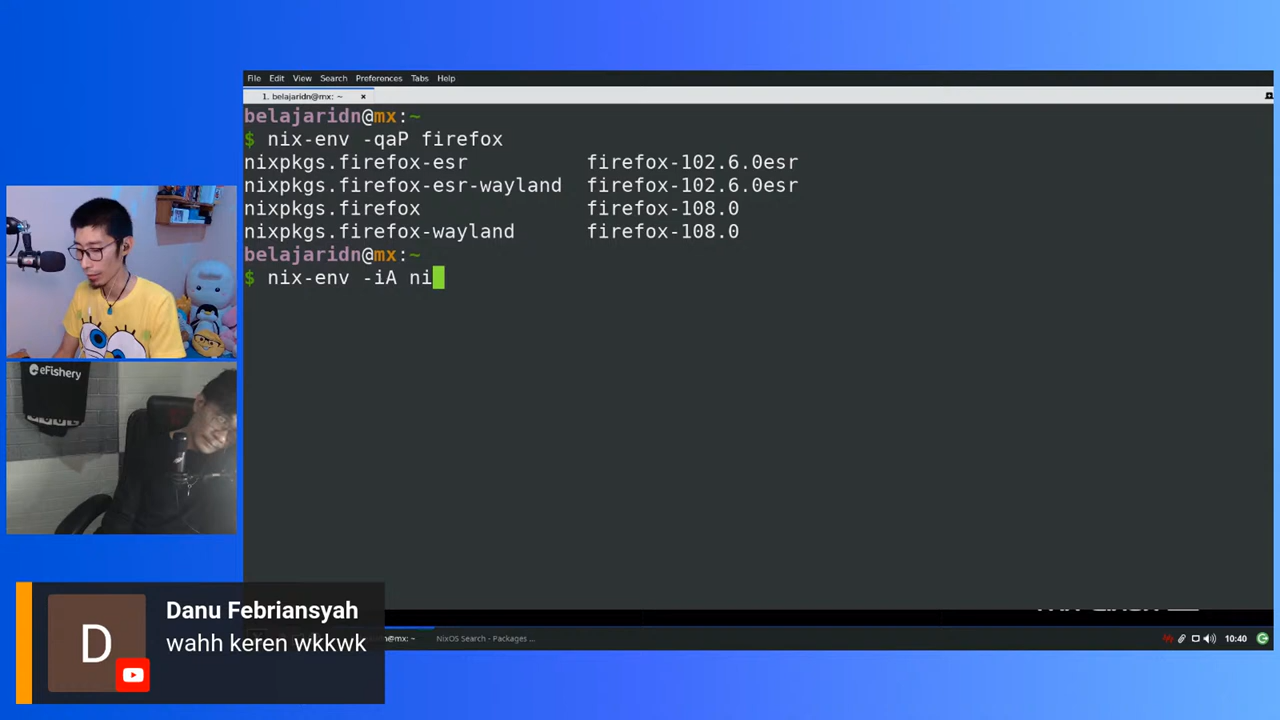 File Edit View Search Preferences Tabs Help
1. belajaridn@mx: ~ ×
belajaridn@mx:~
$ nix-env -qaP firefox
nixpkgs.firefox-esr firefox-102.6.0esr
nixpkgs.firefox-esr-wayland firefox-102.6.0esr
nixpkgs.firefox firefox-108.0
nixpkgs.firefox-wayland firefox-108.0
belajaridn@mx:~
$ nix-env -iA ni
eFishery
Danu Febriansyah
wahh keren wkkwk
D
@mx: ~
NixOS Search - Packages ...
10:40